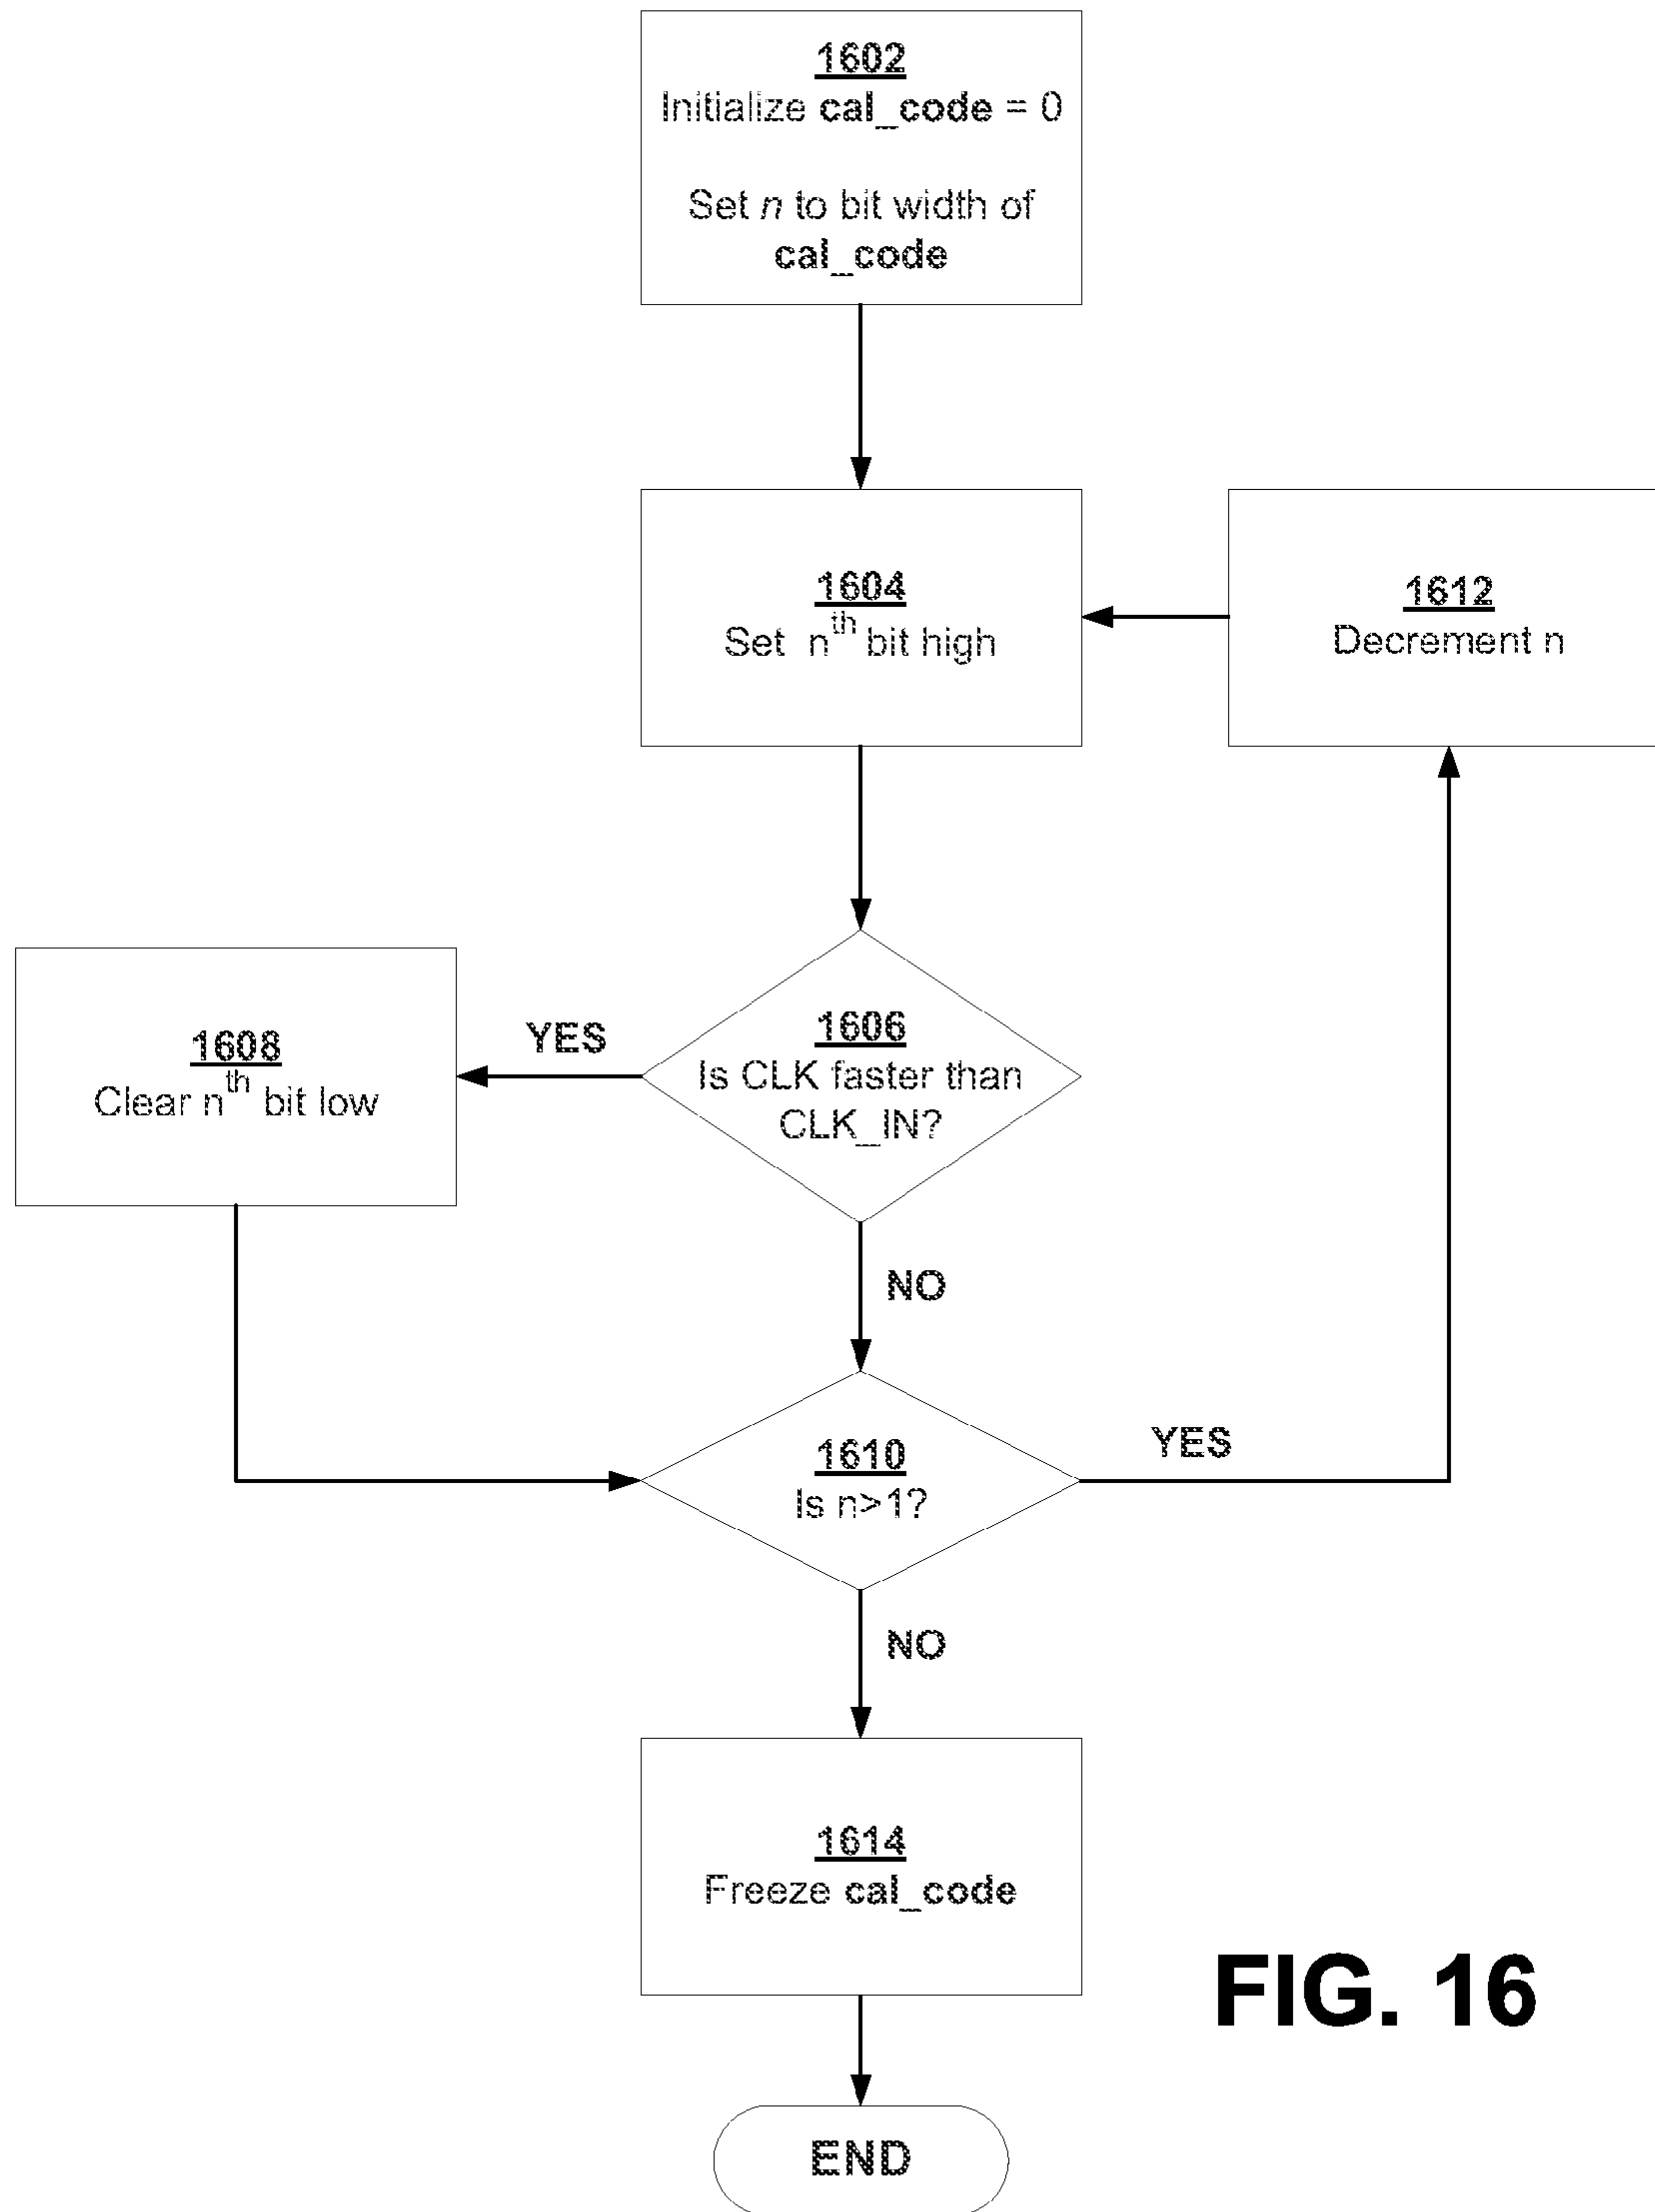 1602
Initialize cal_code = 0
Set n to bit width of
cal_code
1604
Set nth bit high
1612
Decrement n
1606
Is CLK faster than
CLK_IN?
YES
1608
Clear nth bit low
NO
1610
Is n>1?
YES
NO
1614
Freeze cal_code
END
FIG. 16